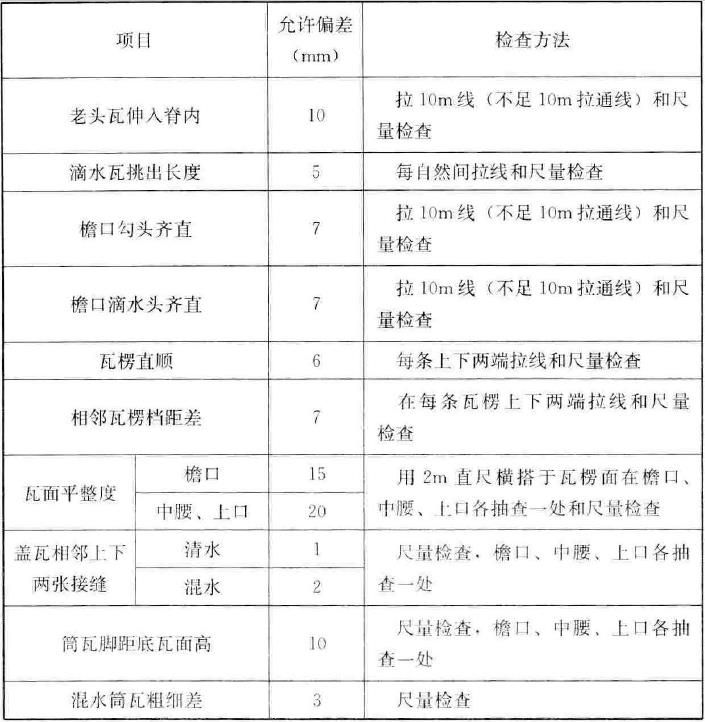 项目
允许偏差
（mm）
检查方法
老头瓦伸入脊内
10
拉 10m 线（不足 10m 拉通线）和尺
量检查
滴水瓦挑出长度
5
每自然间拉线和尺量检查
檐口勾头齐直
7
拉 10m 线（不足 10m 拉通线）和尺
量检查
檐口滴水头齐直
7
拉 10m 线（不足 10m 拉通线）和尺
量检查
瓦楞直顺
6
每条上下两端拉线和尺量检查
相邻瓦楞档距差
7
在每条瓦楞上下两端拉线和尺量
检查
瓦面平整度
檐口
15
中腰、上口
20
用 2m 直尺横搭于瓦楞面在檐口、
中腰、上口各抽查一处和尺量检查
盖瓦相邻上下
两张接缝
清水
1
混水
2
尺量检查，檐口、中腰、上口各抽
查一处
筒瓦脚距底瓦面高
10
尺量检查，檐口、中腰、上口各抽
查一处
混水筒瓦粗细差
3
尺量检查